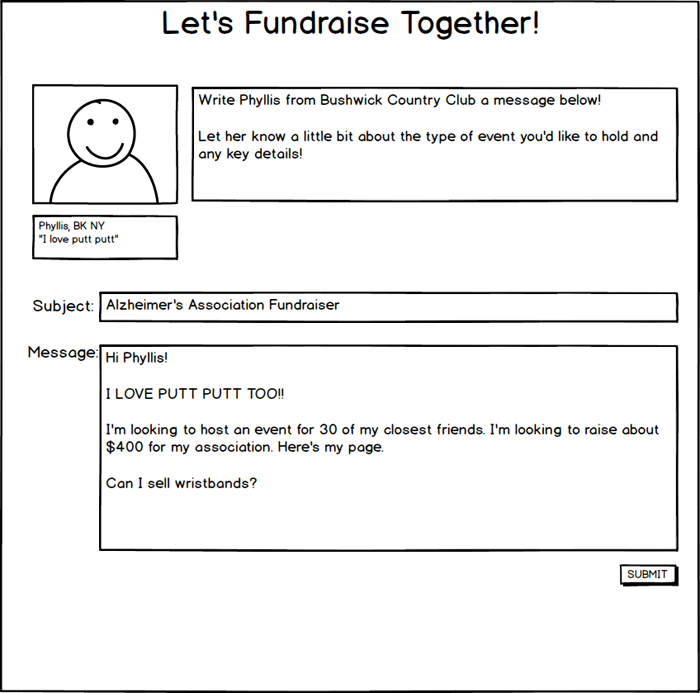 Let's Fundraise Together!
Write Phyllis from Bushwick Country Club a message below!
Let her know a little bit about the type of event you'd like to hold and
any key details!
Phyllis, BK NY
"I love putt putt"
Subject:
Alzheimer's Association Fundraiser
Message:
Hi Phyllis!
I LOVE PUTT PUTT TOO!!
I'm looking to host an event for 30 of my closest friends. I'm looking to raise about
$400 for my association. Here's my page.
Can I sell wristbands?
SUBMIT